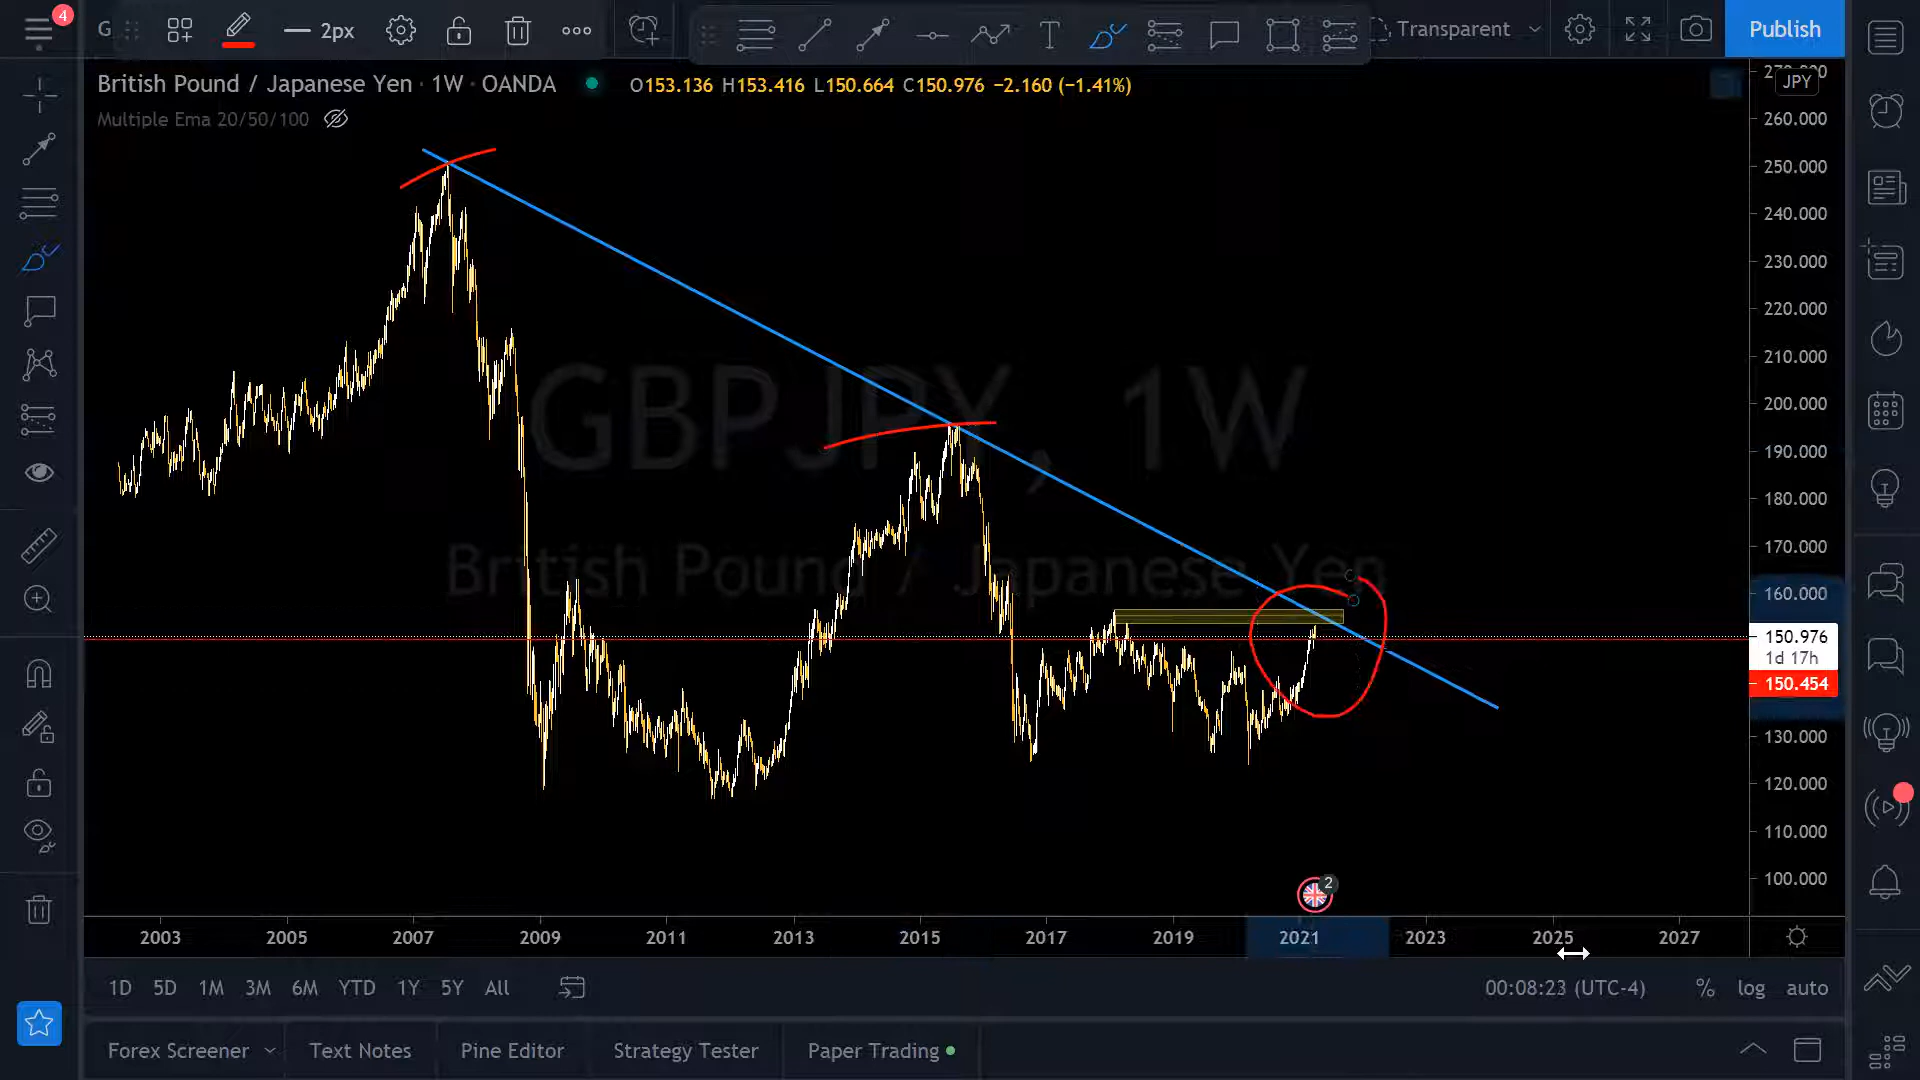 4
G
2px
T
Transparent
Publish
British Pound / Japanese Yen · 1W · OANDA
O153.136 H153.416 L150.664 C150.976 −2.160 (−1.41%)
Multiple Ema 20/50/100
JPY
260.000
250.000
240.000
230.000
220.000
210.000
200.000
190.000
180.000
170.000
160.000
150.976
1d 17h
150.454
130.000
120.000
110.000
100.000
GBPJPY, 1W
British Pound / Japanese Yen
2
2003 2005 2007 2009 2011 2013 2015 2017 2019 2021 2023 2025 2027
1D 5D 1M 3M 6M YTD 1Y 5Y All
00:08:23 (UTC-4) % log auto
Forex Screener Text Notes Pine Editor Strategy Tester Paper Trading